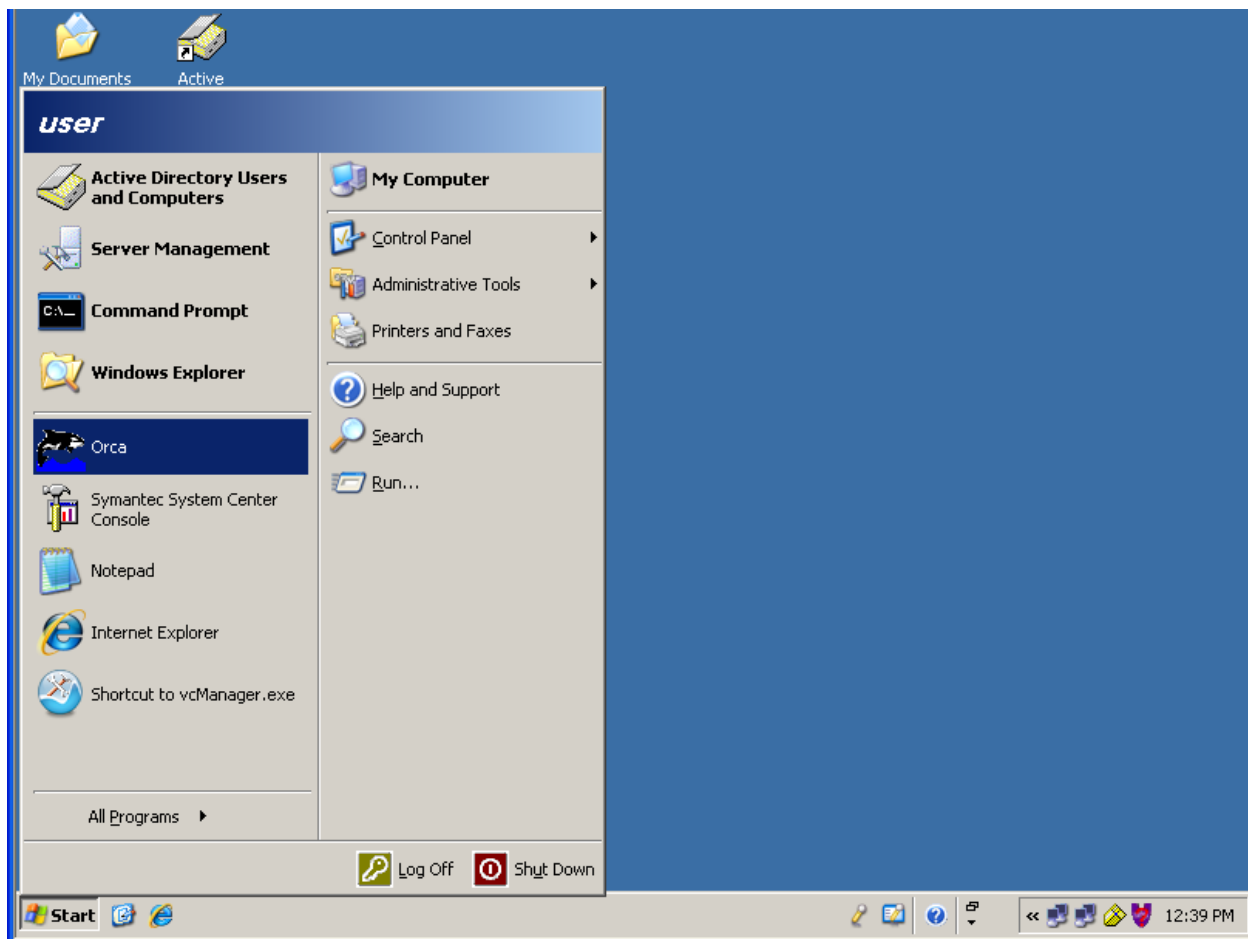 My Documents
Active
user
Active Directory Users
and Computers
Server Management
C:\_
Command Prompt
Windows Explorer
Orca
Symantec System Center
Console
Notepad
Internet Explorer
Shortcut to vcManager.exe
All Programs
My Computer
Control Panel
Administrative Tools
Printers and Faxes
Help and Support
Search
Run...
Log Off
Shut Down
Start
12:39 PM